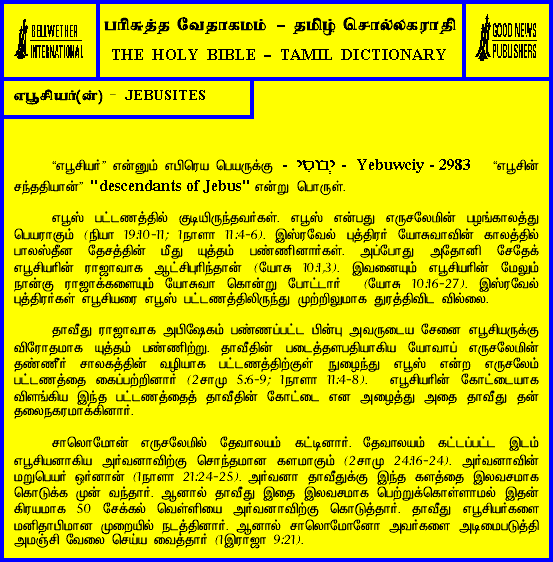 BELLWETHER
INTERNATIONAL
பரிசுத்த வேதாகமம் – தமிழ் சொல்லகராதி
THE HOLY BIBLE – TAMIL DICTIONARY
GOOD NEWS
PUBLISHERS
எபூசியர்(ன்) – JEBUSITES
“எபூசியர்” என்னும் எபிரெய பெயருக்கு - יְבוּסִי - Yebuwciy - 2983 “எபூசின்
சந்ததியான்” "descendants of Jebus" என்று பொருள்.
எபூஸ் பட்டணத்தில் குடியிருந்தவர்கள். எபூஸ் என்பது எருசலேமின் பழங்காலத்து
பெயராகும் (நியா 19:10-11; 1நாளா 11:4-6). இஸ்ரவேல் புத்திரர் யோசுவாவின் காலத்தில்
பாலஸ்தீன தேசத்தின் மீது யுத்தம் பண்ணினார்கள். அப்போது அதோனி சேதேக்
எபூசியரின் ராஜாவாக ஆட்சிபுரிந்தான் (யோசு 10:1,3). இவனையும் எபூசியரின் மேலும்
நான்கு ராஜாக்களையும் யோசுவா கொன்று போட்டார் (யோசு 10:16-27). இஸ்ரவேல்
புத்திரர்கள் எபூசியரை எபூஸ் பட்டணத்திலிருந்து முற்றிலுமாக துரத்திவிட வில்லை.
தாவீது ராஜாவாக அபிஷேகம் பண்ணப்பட்ட பின்பு அவருடைய சேனை எபூசியருக்கு
விரோதமாக யுத்தம் பண்ணிற்று. தாவீதின் படைத்தளபதியாகிய யோவாப் எருசலேமின்
தண்ணீர் சாலகத்தின் வழியாக பட்டணத்திற்குள் நுழைந்து எபூஸ் என்ற எருசலேம்
பட்டணத்தை கைப்பற்றினார் (2சாமு 5:6-9; 1நாளா 11:4-8). எபூசியரின் கோட்டையாக
விளங்கிய இந்த பட்டணத்தைத் தாவீதின் கோட்டை என அழைத்து அதை தாவீது தன்
தலைநகரமாக்கினார்.
சாலொமோன் எருசலேமில் தேவாலயம் கட்டினார். தேவாலயம் கட்டப்பட்ட இடம்
எபூசியனாகிய அர்வனாவிற்கு சொந்தமான களமாகும் (2சாமு 24:16-24). அர்வனாவின்
மறுபெயர் ஒர்னான் (1நாளா 21:24-25). அர்வனா தாவீதுக்கு இந்த களத்தை இலவசமாக
கொடுக்க முன் வந்தார். ஆனால் தாவீது இதை இலவசமாக பெற்றுக்கொள்ளாமல் இதன்
கிரயமாக 50 சேக்கல் வெள்ளியை அர்வனாவிற்கு கொடுத்தார். தாவீது எபூசியர்களை
மனிதாபிமான முறையில் நடத்தினார். ஆனால் சாலொமோனோ அவர்களை அடிமைபடுத்தி
அமஞ்சி வேலை செய்ய வைத்தார் (1இராஜா 9:21).